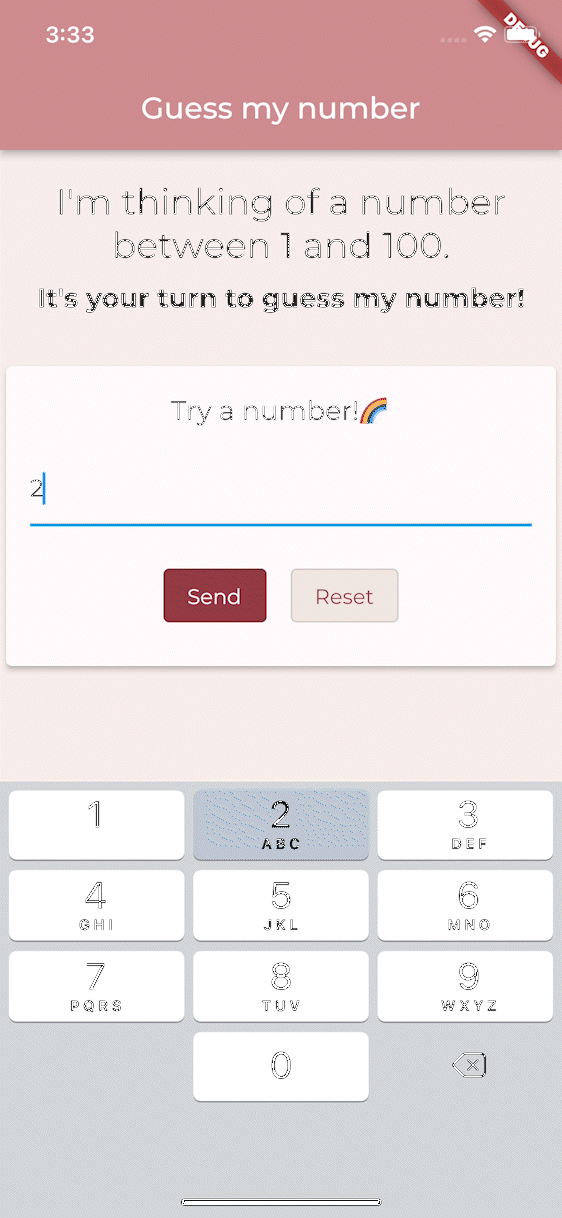 3:33
DEBUG
Guess my number
I'm thinking of a number
between 1 and 100.
It's your turn to guess my number!
Try a number!🌈
2
Send
Reset
1
2
ABC
3
DEF
4
GHI
5
JKL
6
MNO
7
PQRS
8
TUV
9
WXYZ
0